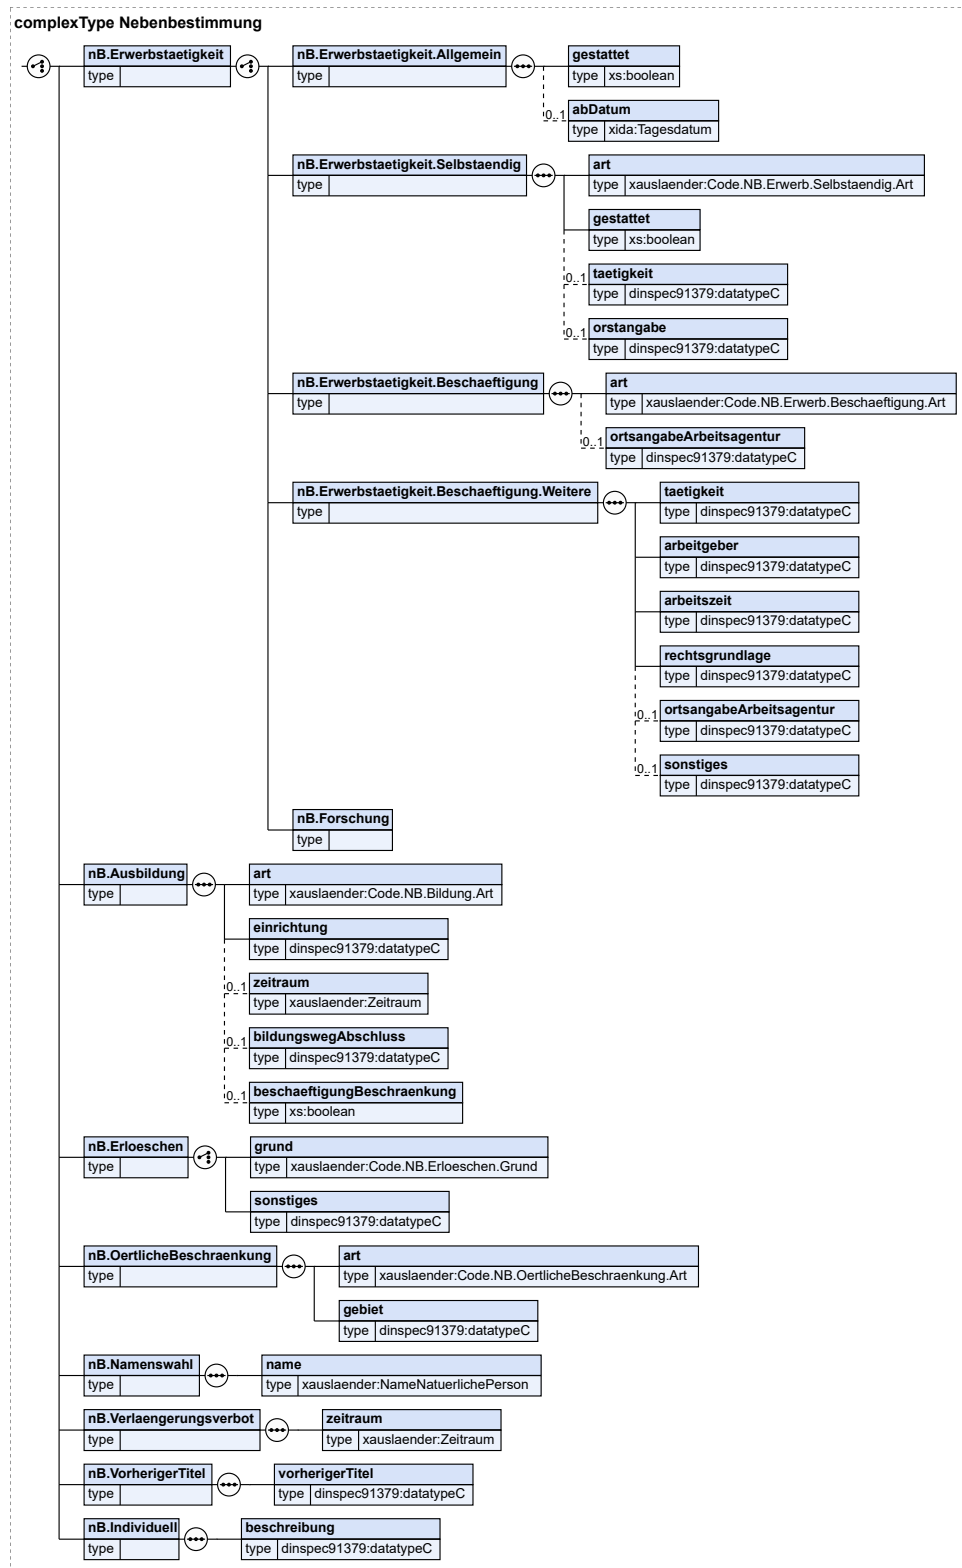 complexType Nebenbestimmung
nB.Erwerbstaetigkeit
type
nB.Erwerbstaetigkeit.Allgemein
type
gestattet
type xs:boolean
0..1
abDatum
type xida:Tagesdatum
nB.Erwerbstaetigkeit.Selbstaendig
type
art
type xauslaender:Code.NB.Erwerb.Selbstaendig.Art
gestattet
type xs:boolean
0..1
taetigkeit
type dinspec91379:datatypeC
0..1
orstangabe
type dinspec91379:datatypeC
nB.Erwerbstaetigkeit.Beschaeftigung
type
art
type xauslaender:Code.NB.Erwerb.Beschaeftigung.Art
0..1
ortsangabeArbeitsagentur
type dinspec91379:datatypeC
nB.Erwerbstaetigkeit.Beschaeftigung.Weitere
type
taetigkeit
type dinspec91379:datatypeC
arbeitgeber
type dinspec91379:datatypeC
arbeitszeit
type dinspec91379:datatypeC
rechtsgrundlage
type dinspec91379:datatypeC
0..1
ortsangabeArbeitsagentur
type dinspec91379:datatypeC
0..1
sonstiges
type dinspec91379:datatypeC
nB.Forschung
type
nB.Ausbildung
type
art
type xauslaender:Code.NB.Bildung.Art
einrichtung
type dinspec91379:datatypeC
0..1
zeitraum
type xauslaender:Zeitraum
0..1
bildungswegAbschluss
type dinspec91379:datatypeC
0..1
beschaeftigungBeschraenkung
type xs:boolean
nB.Erloeschen
type
grund
type xauslaender:Code.NB.Erloeschen.Grund
sonstiges
type dinspec91379:datatypeC
nB.OertlicheBeschraenkung
type
art
type xauslaender:Code.NB.OertlicheBeschraenkung.Art
gebiet
type dinspec91379:datatypeC
nB.Namenswahl
type
name
type xauslaender:NameNatuerlichePerson
nB.Verlaengerungsverbot
type
zeitraum
type xauslaender:Zeitraum
nB.VorherigerTitel
type
vorherigerTitel
type dinspec91379:datatypeC
nB.Individuell
type
beschreibung
type dinspec91379:datatypeC